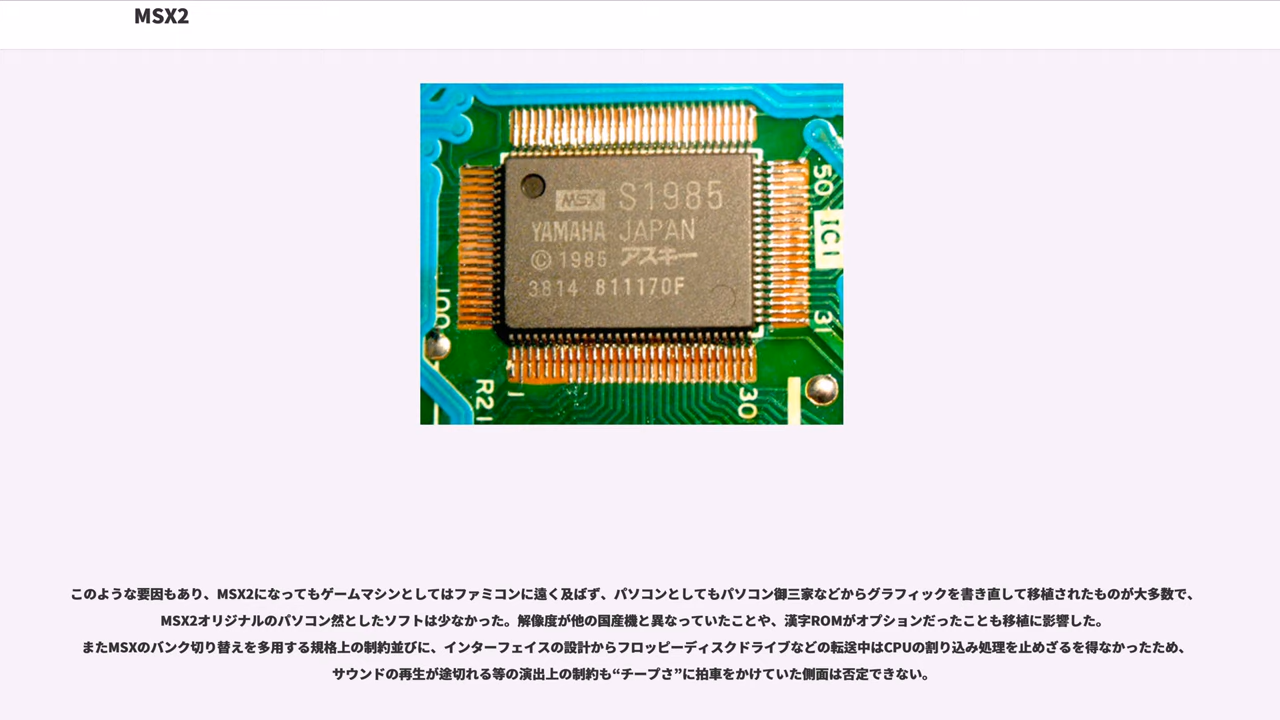 MSX2
MSX S1985
YAMAHA JAPAN
© 1985 アスキー
3814 811170F
50
IC1
31
100
R21
1
30
このような要因もあり、MSX2になってもゲームマシンとしてはファミコンに遠く及ばず、パソコンとしてもパソコン御三家などからグラフィックを書き直して移植されたものが大多数で、
MSX2オリジナルのパソコン然としたソフトは少なかった。解像度が他の国産機と異なっていたことや、漢字ROMがオプションだったことも移植に影響した。
またMSXのバンク切り替えを多用する規格上の制約並びに、インターフェイスの設計からフロッピーディスクドライブなどの転送中はCPUの割り込み処理を止めざるを得なかったため、
サウンドの再生が途切れる等の演出上の制約も“チープさ”に拍車をかけていた側面は否定できない。